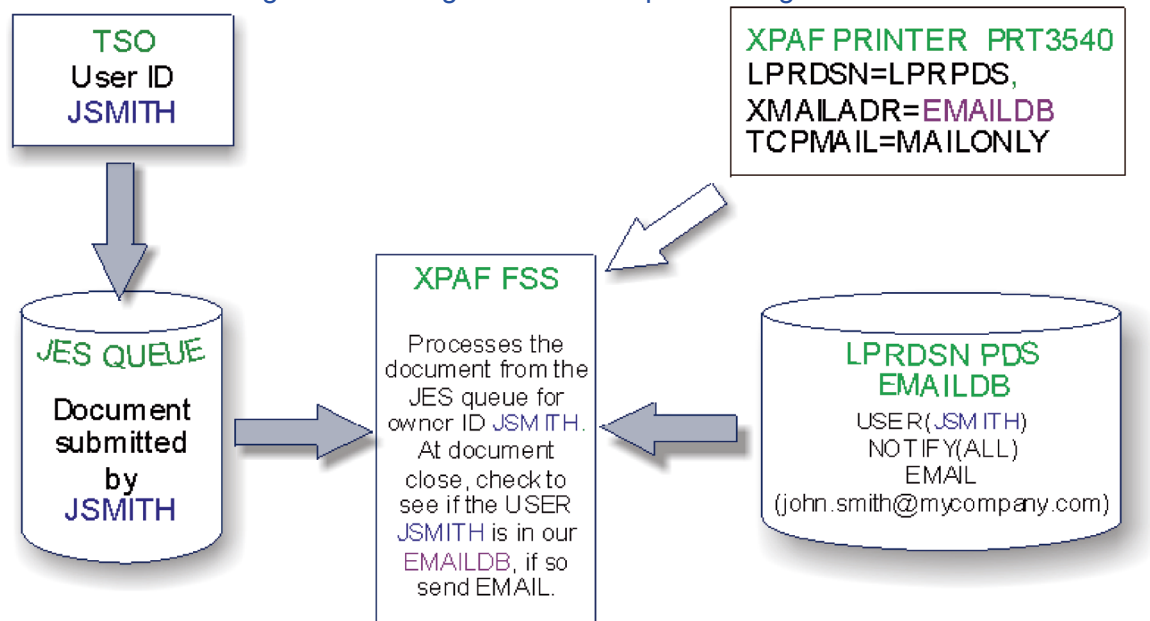 TSO
User ID
JSMITH
XPAF PRINTER PRT3540
LPRDSN=LPRPDS,
XMAILADR=EMAILDB
TCPMAIL=MAILONLY
JES QUEUE
Document
submitted
by
JSMITH
XPAF FSS
Processes the
document from the
JES queue for
owner ID JSMITH.
At document
close, check to
see if the USER
JSMITH is in our
EMAILDB, if so
send EMAIL.
LPRDSN PDS
EMAILDB
USER(JSMITH)
NOTIFY(ALL)
EMAIL
(john.smith@mycompany.com)